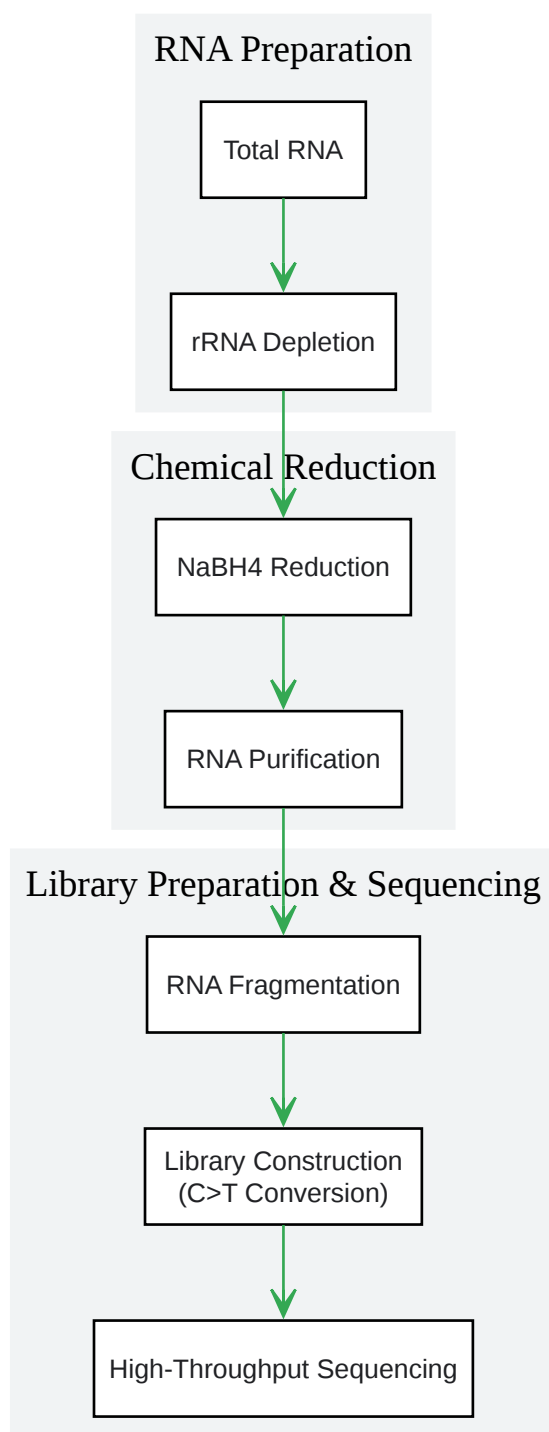 RNA Preparation
Total RNA
rRNA Depletion
Chemical Reduction
NaBH4 Reduction
RNA Purification
Library Preparation & Sequencing
RNA Fragmentation
Library Construction
(C>T Conversion)
High-Throughput Sequencing